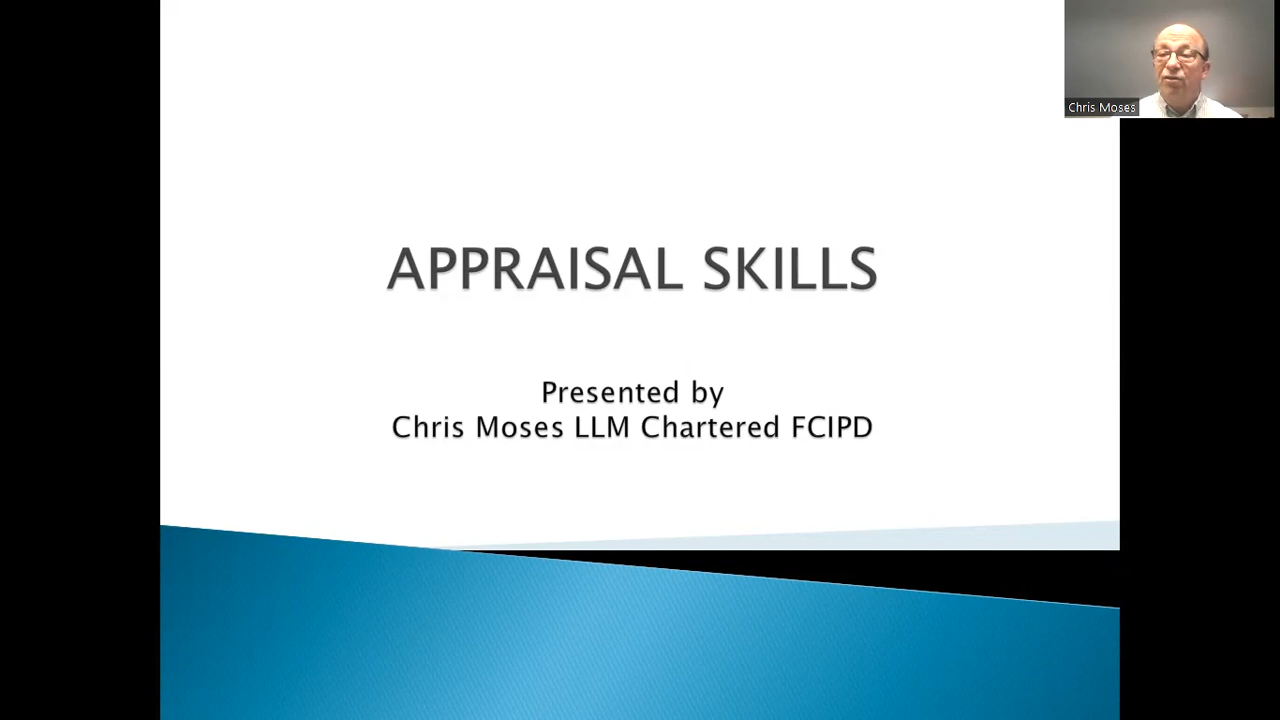 Chris Moses
APPRAISAL SKILLS
Presented by
Chris Moses LLM Chartered FCIPD